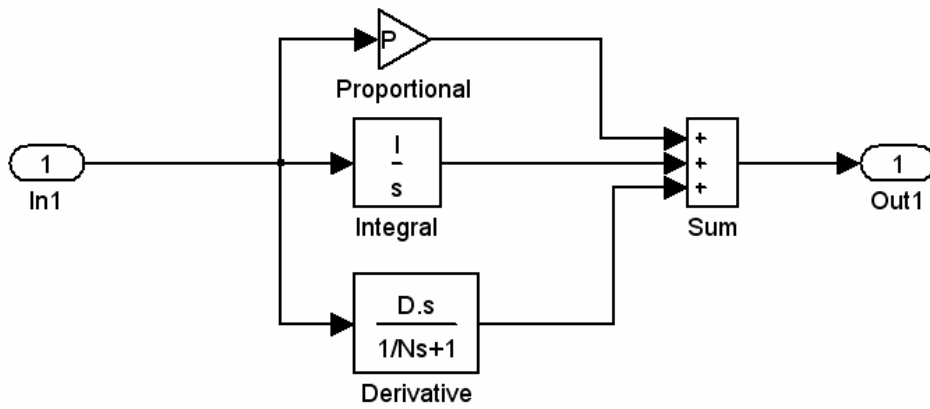 P
Proportional
1
In1
I
s
Integral
+
+
+
Sum
1
Out1
D.s
1/Ns+1
Derivative